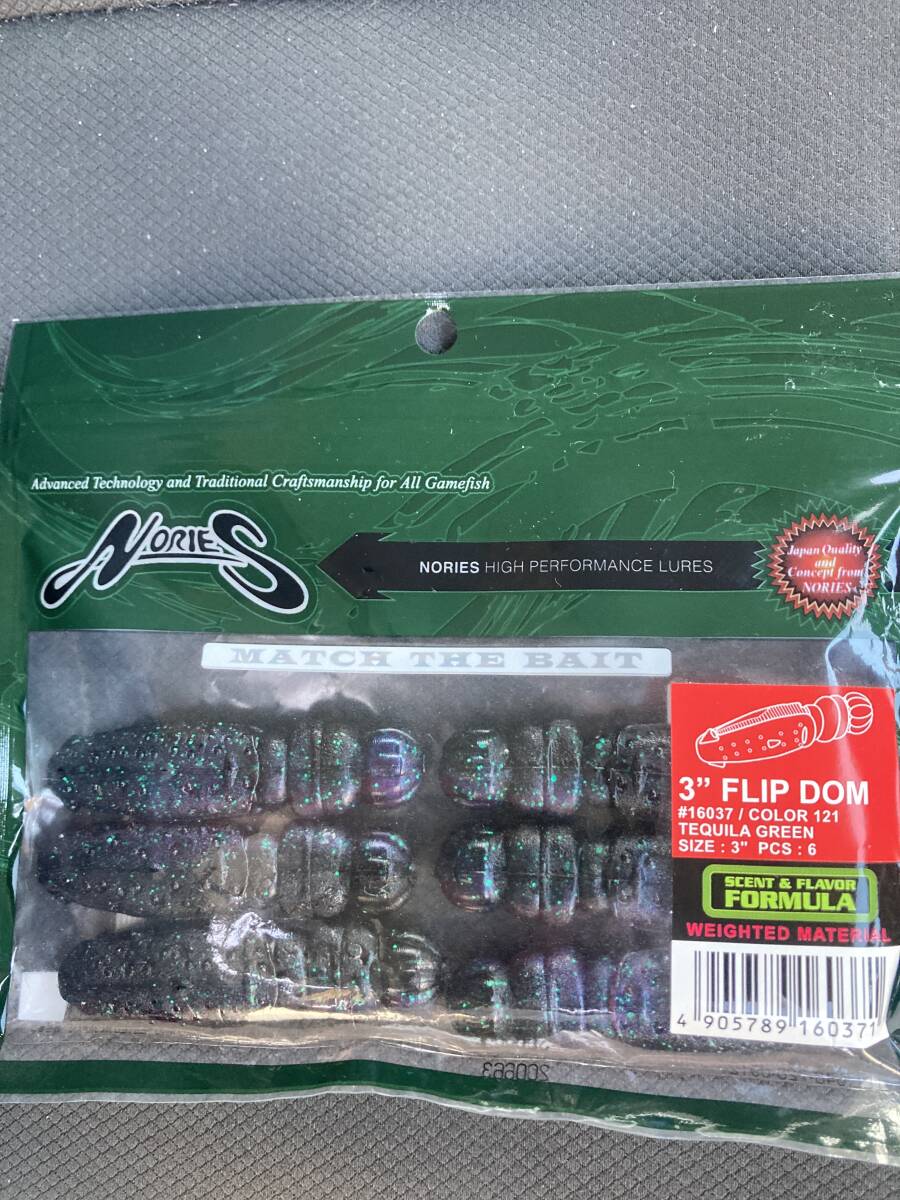 Advanced Technology and Traditional Craftsmanship for All Gamefish
NORIES
NORIES HIGH PERFORMANCE LURES
Japan Quality
and
Concept from
NORIES
MATCH THE BAIT
3” FLIP DOM
#16037 / COLOR 121
TEQUILA GREEN
SIZE : 3” PCS : 6
SCENT & FLAVOR
FORMULA
WEIGHTED MATERIAL
4 905789 160371